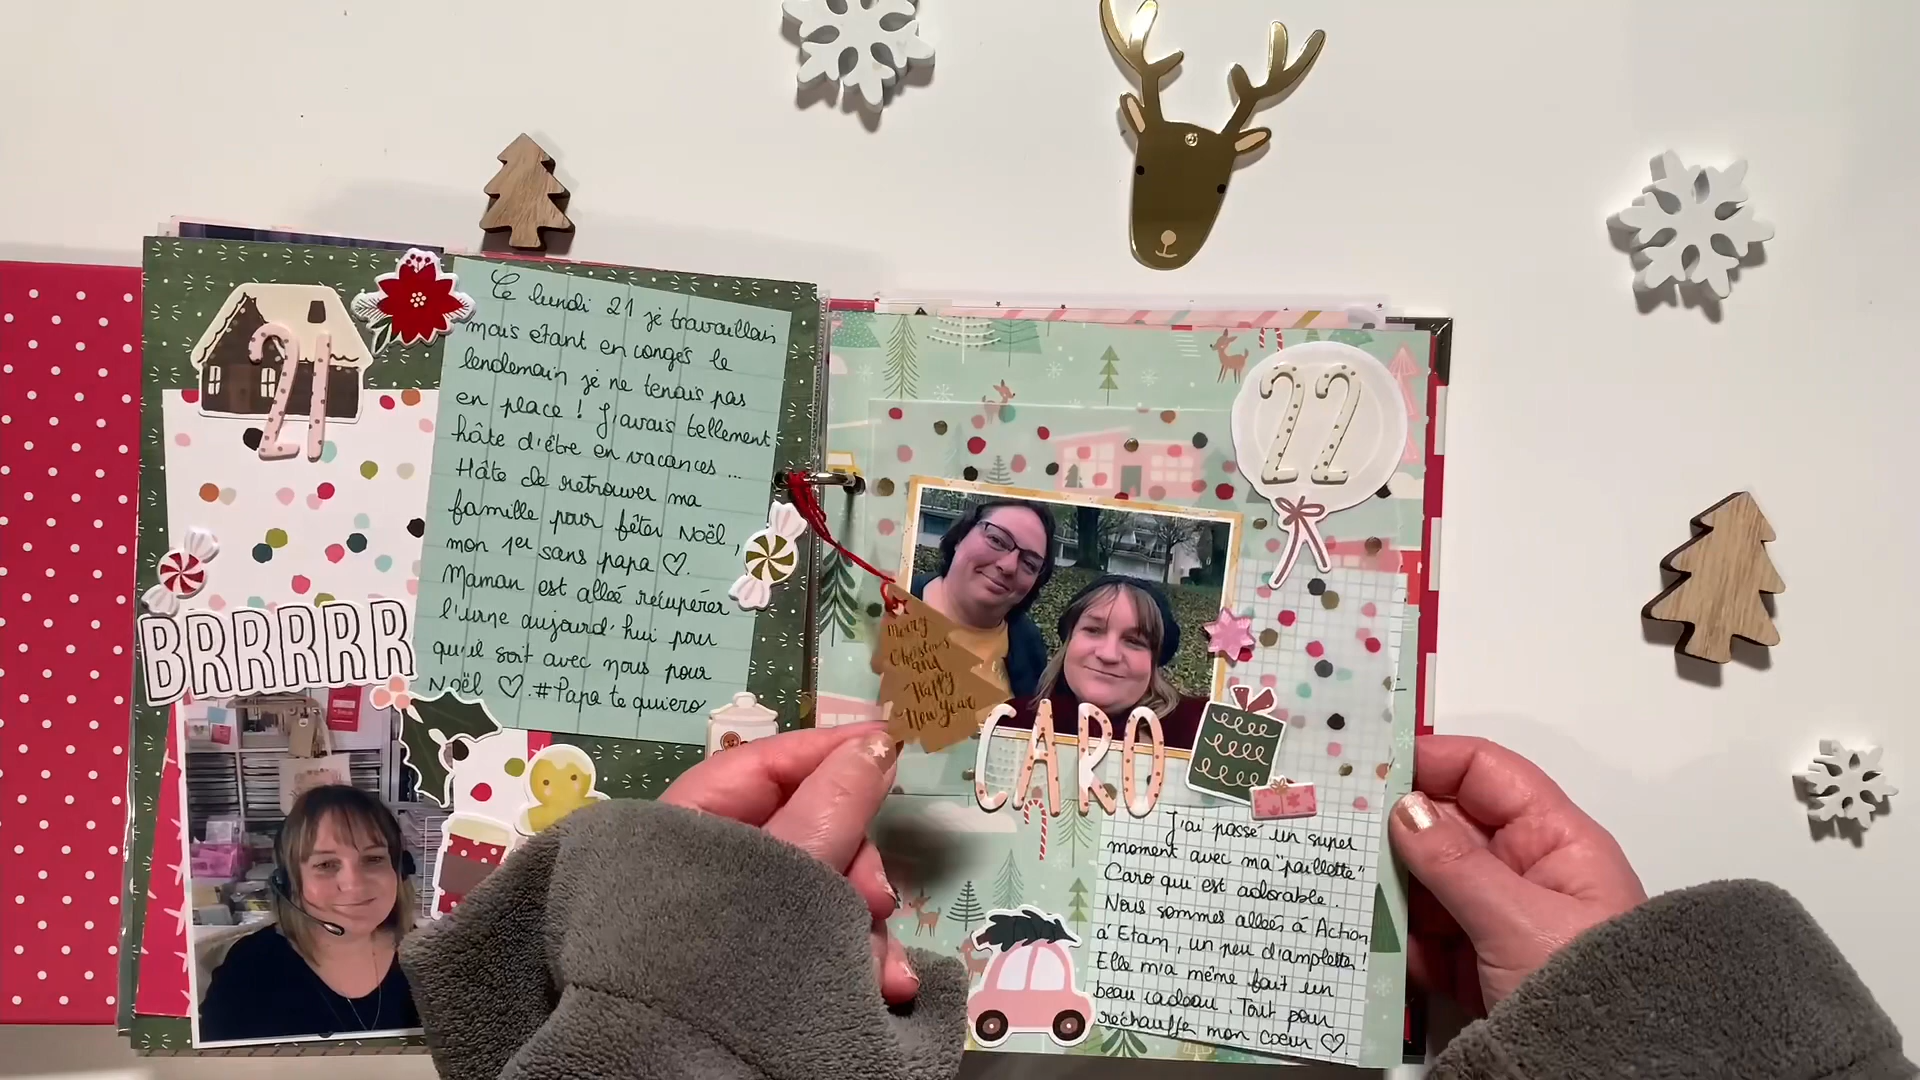 21
Ce lundi 21 je travaillais
mais etant en congés le
lendemain je ne tenais pas
en place ! J'avais tellement
hâte d'être en vacances ...
Hâte de retrouver ma
famille pour fêter Noël,
mon 1er sans papa ♡.
Maman est allée récupérer
l'urne aujourd'hui pour
qu'il soit avec nous pour
Noël ♡. #Papa te quiero
BRRRRR
22
Merry
Christmas
and
Happy
New Year
CARO
J'ai passé un super
moment avec ma "paillette"
Caro qui est adorable.
Nous sommes allées à Action
à Etam, un peu d'amplettes !
Elle m'a même fait un
beau cadeau. Tout pour
réchauffer mon coeur ♡.